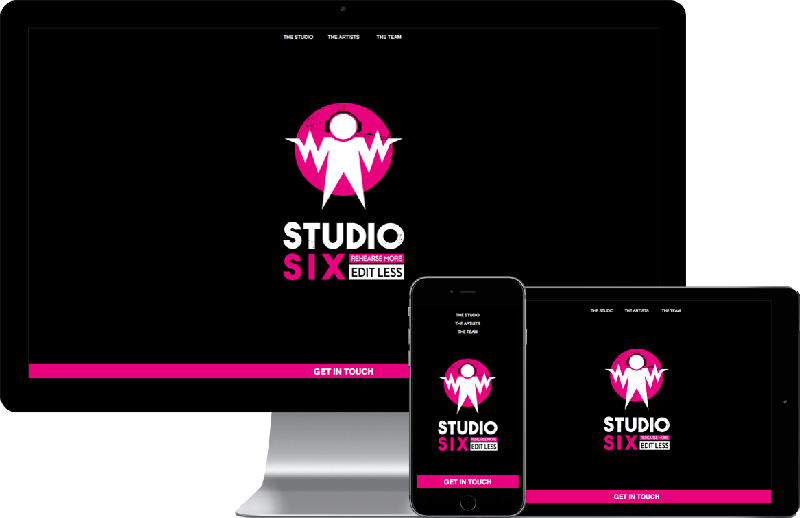 THE STUDIO THE ARTISTS THE TEAM
STUDIO
SIX
REHEARSE MORE
EDIT LESS
GET IN TOUCH
THE STUDIO
THE ARTISTS
THE TEAM
STUDIO
SIX
REHEARSE MORE
EDIT LESS
GET IN TOUCH
THE STUDIO THE ARTISTS THE TEAM
STUDIO
SIX
REHEARSE MORE
EDIT LESS
GET IN TOUCH